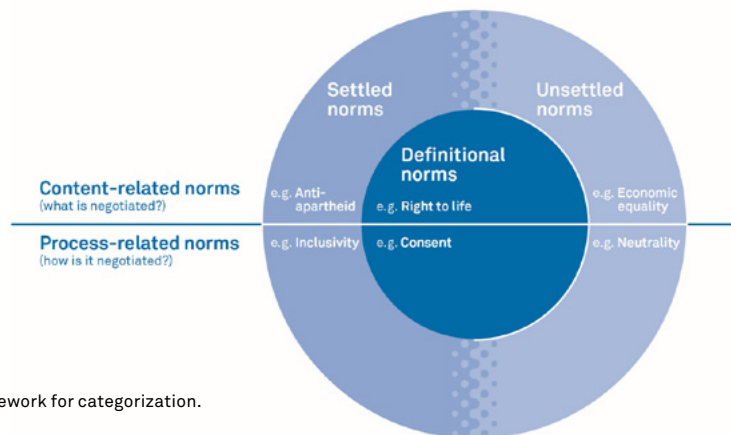 Settled
norms
Unsettled
norms
Definitional
norms
Content-related norms
(what is negotiated?)
e.g. Anti-
apartheid
e.g. Right to life
e.g. Economic
equality
Process-related norms
(how is it negotiated?)
e.g. Inclusivity
e.g. Consent
e.g. Neutrality
ework for categorization.